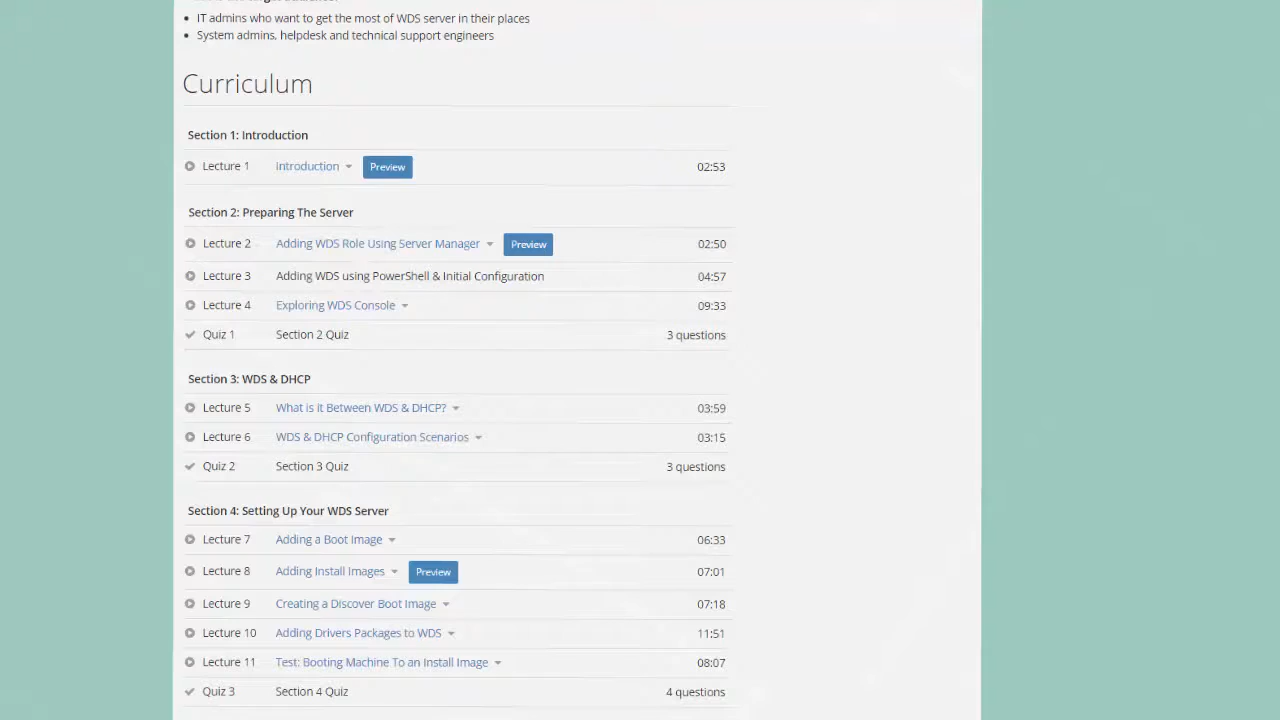 IT admins who want to get the most of WDS server in their places
System admins, helpdesk and technical support engineers
Curriculum
Section 1: Introduction
Lecture 1 Introduction Preview 02:53
Section 2: Preparing The Server
Lecture 2 Adding WDS Role Using Server Manager Preview 02:50
Lecture 3 Adding WDS using PowerShell & Initial Configuration 04:57
Lecture 4 Exploring WDS Console 09:33
Quiz 1 Section 2 Quiz 3 questions
Section 3: WDS & DHCP
Lecture 5 What is it Between WDS & DHCP? 03:59
Lecture 6 WDS & DHCP Configuration Scenarios 03:15
Quiz 2 Section 3 Quiz 3 questions
Section 4: Setting Up Your WDS Server
Lecture 7 Adding a Boot Image 06:33
Lecture 8 Adding Install Images Preview 07:01
Lecture 9 Creating a Discover Boot Image 07:18
Lecture 10 Adding Drivers Packages to WDS 11:51
Lecture 11 Test: Booting Machine To an Install Image 08:07
Quiz 3 Section 4 Quiz 4 questions